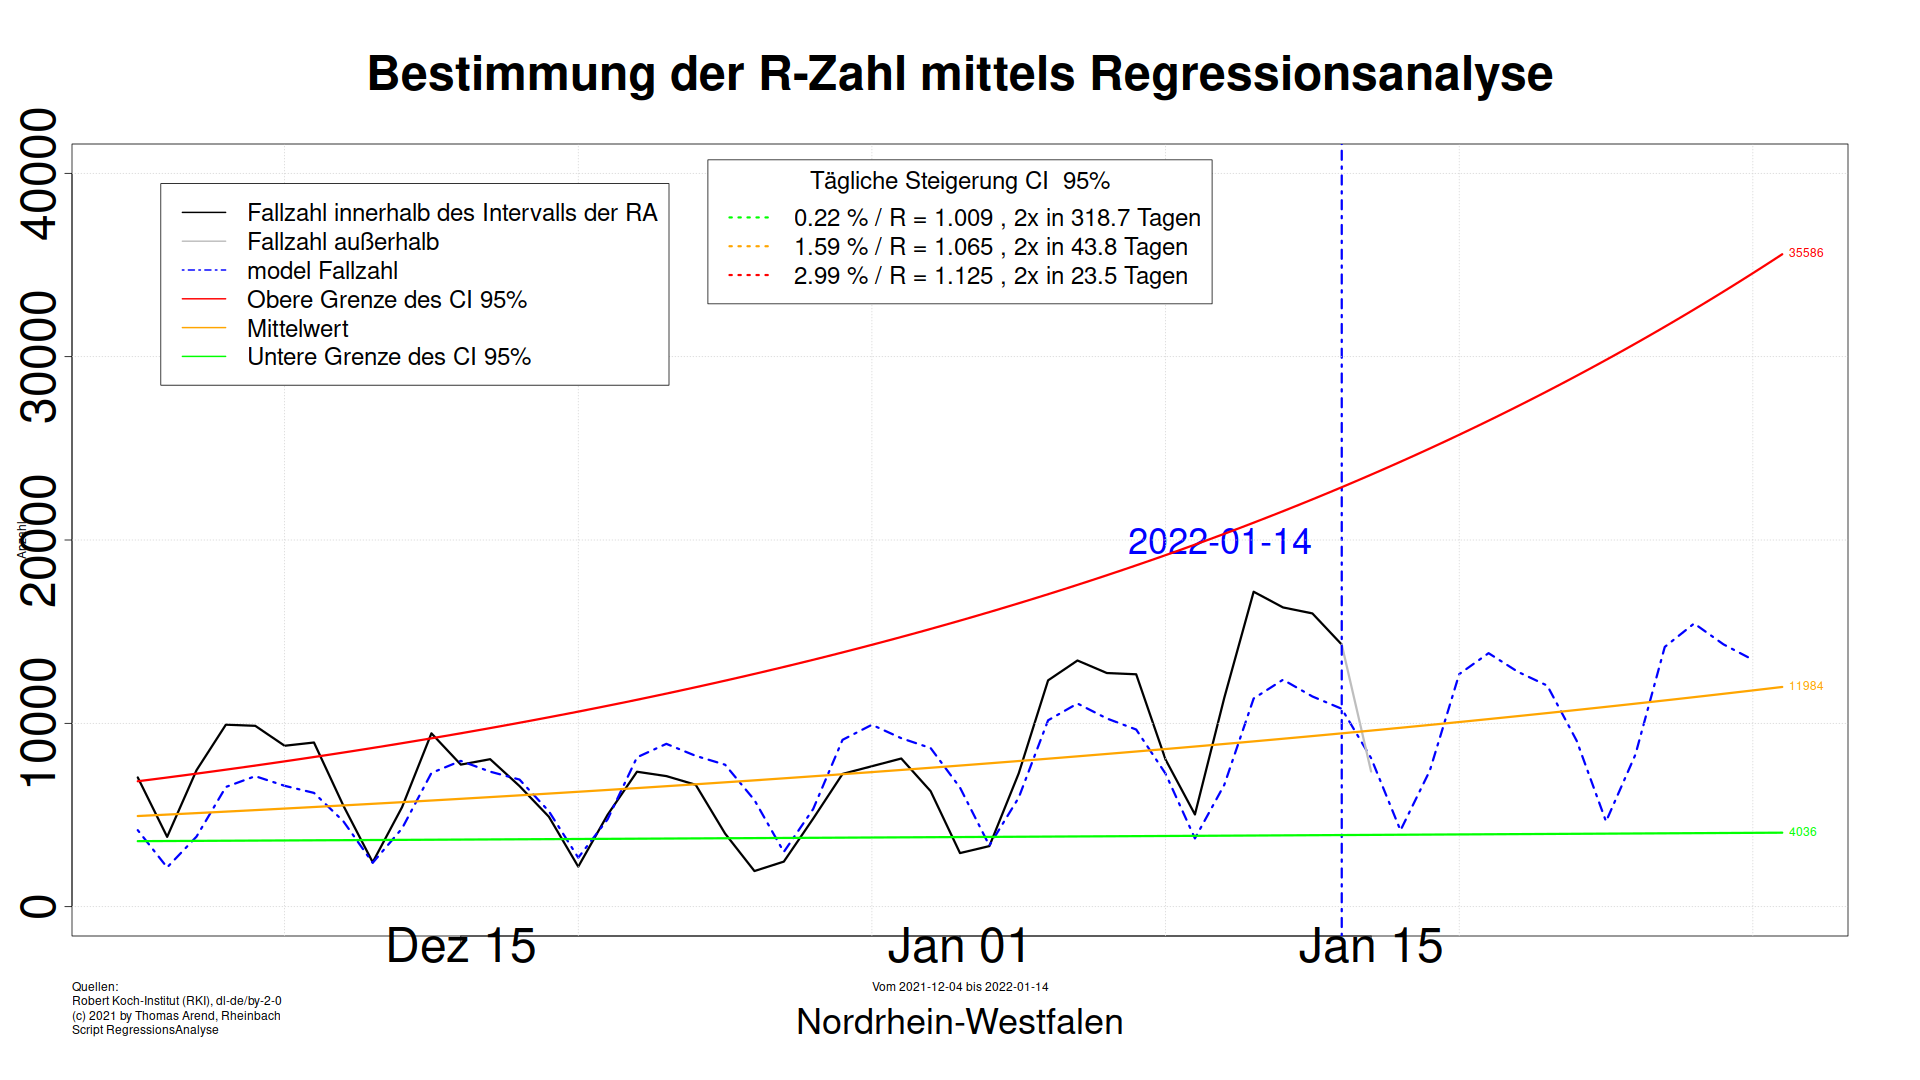 Bestimmung der R-Zahl mittels Regressionsanalyse
40000
30000
20000
10000
0
Anzahl
Fallzahl innerhalb des Intervalls der RA
Fallzahl außerhalb
model Fallzahl
Obere Grenze des CI 95%
Mittelwert
Untere Grenze des CI 95%
Tägliche Steigerung CI 95%
0.22 % / R = 1.009 , 2x in 318.7 Tagen
1.59 % / R = 1.065 , 2x in 43.8 Tagen
2.99 % / R = 1.125 , 2x in 23.5 Tagen
35586
2022-01-14
11984
4036
Dez 15
Jan 01
Jan 15
Quellen:
Robert Koch-Institut (RKI), dl-de/by-2-0
(c) 2021 by Thomas Arend, Rheinbach
Script RegressionsAnalyse
Vom 2021-12-04 bis 2022-01-14
Nordrhein-Westfalen